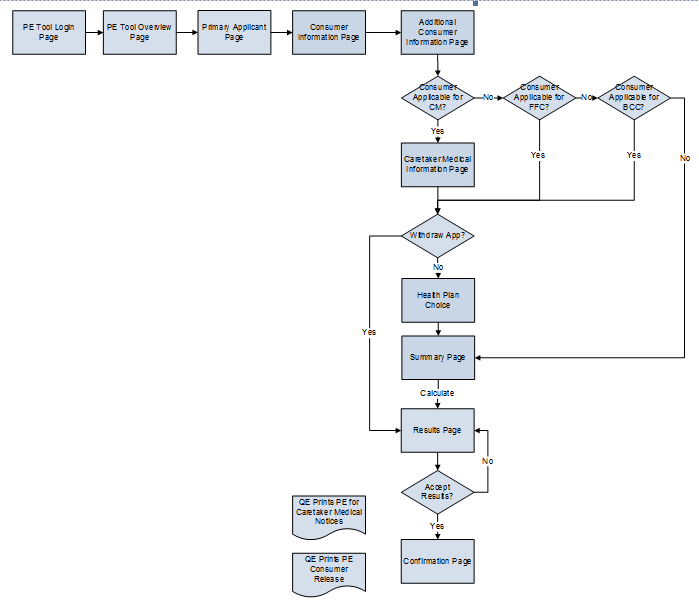 PE Tool Login
Page
PE Tool Overview
Page
Primary Applicant
Page
Consumer
Information Page
Additional
Consumer
Information Page
Consumer
Applicable for
CM?
No
Consumer
Applicable for
FFC?
No
Consumer
Applicable for
BCC?
Yes
Yes
Yes
No
Caretaker Medical
Information Page
Withdraw App?
No
Health Plan
Choice
Yes
Summary Page
Calculate
Results Page
No
Accept
Results?
QE Prints PE for
Caretaker Medical
Notices
Yes
QE Prints PE
Consumer
Release
Confirmation Page